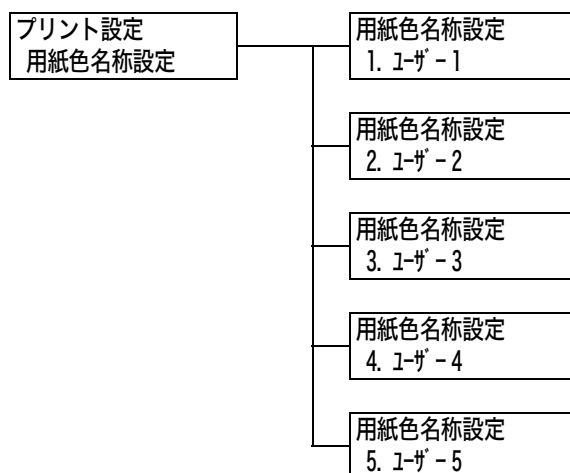 プリント設定
用紙色名称設定
用紙色名称設定
1. ﾕｰｻﾞｰ1
用紙色名称設定
2. ﾕｰｻﾞｰ2
用紙色名称設定
3. ﾕｰｻﾞｰ3
用紙色名称設定
4. ﾕｰｻﾞｰ4
用紙色名称設定
5. ﾕｰｻﾞｰ5